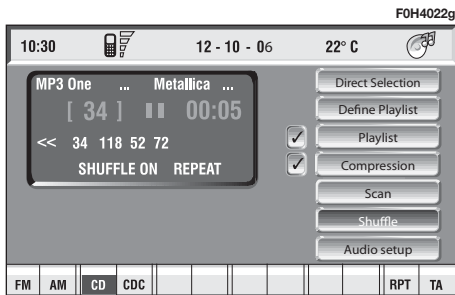 F0H4022g
10:30 12 - 10 - 06 22° C
MP3 One ... Metallica ...
[ 34 ] 00:05
<< 34 118 52 72
SHUFFLE ON REPEAT
Direct Selection
Define Playlist
Playlist
Compression
Scan
Shuffle
Audio setup
FM AM CD CDC RPT TA